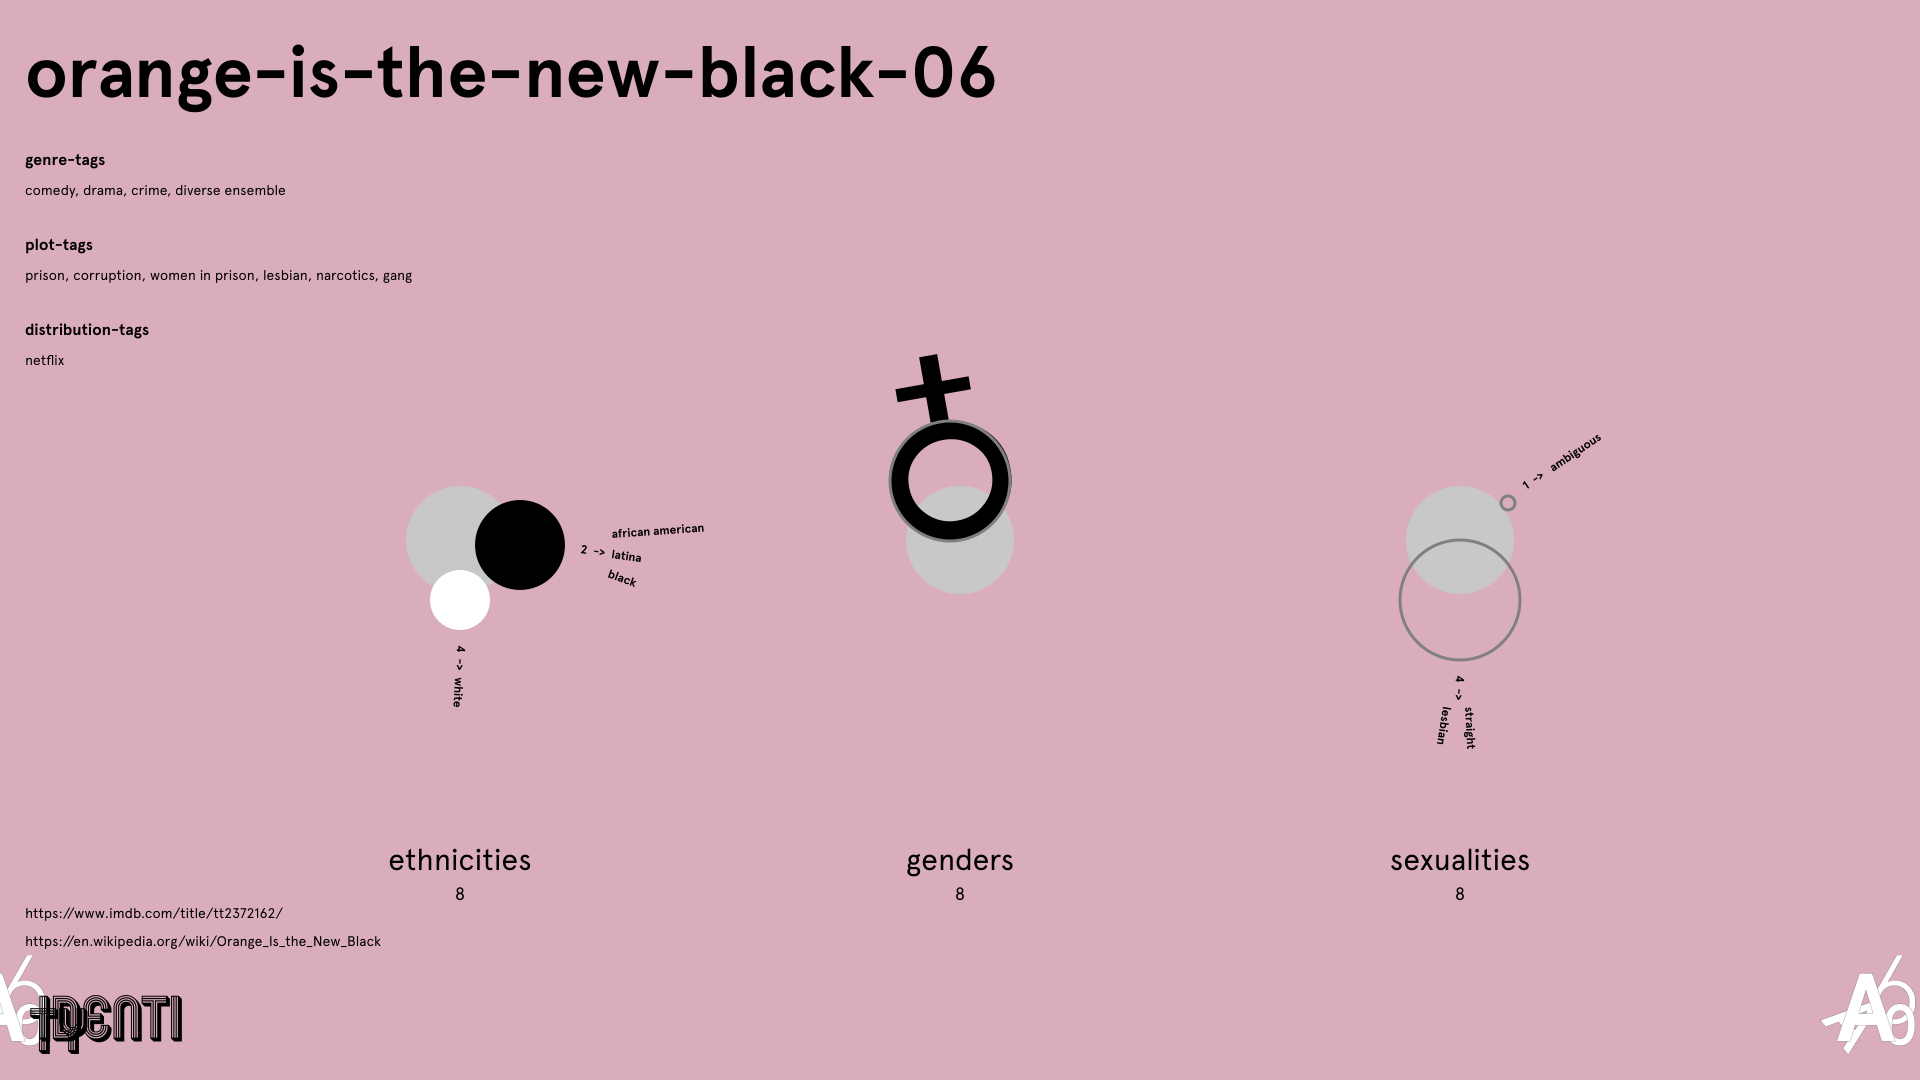 orange-is-the-new-black-06
genre-tags
comedy, drama, crime, diverse ensemble
plot-tags
prison, corruption, women in prison, lesbian, narcotics, gang
distribution-tags
netflix
african american
2 -> latina
black
4 -> white
1 -> ambiguous
4 -> straight
lesbian
ethnicities
8
genders
8
sexualities
8
https://www.imdb.com/title/tt2372162/
https://en.wikipedia.org/wiki/Orange_Is_the_New_Black
IDENTI